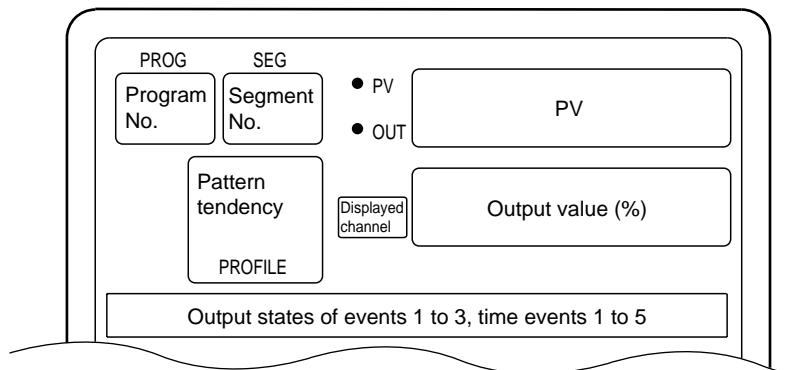 PROG
SEG
Program
No.
Segment
No.
PV
OUT
PV
Pattern
tendency
PROFILE
Displayed
channel
Output value (%)
Output states of events 1 to 3, time events 1 to 5